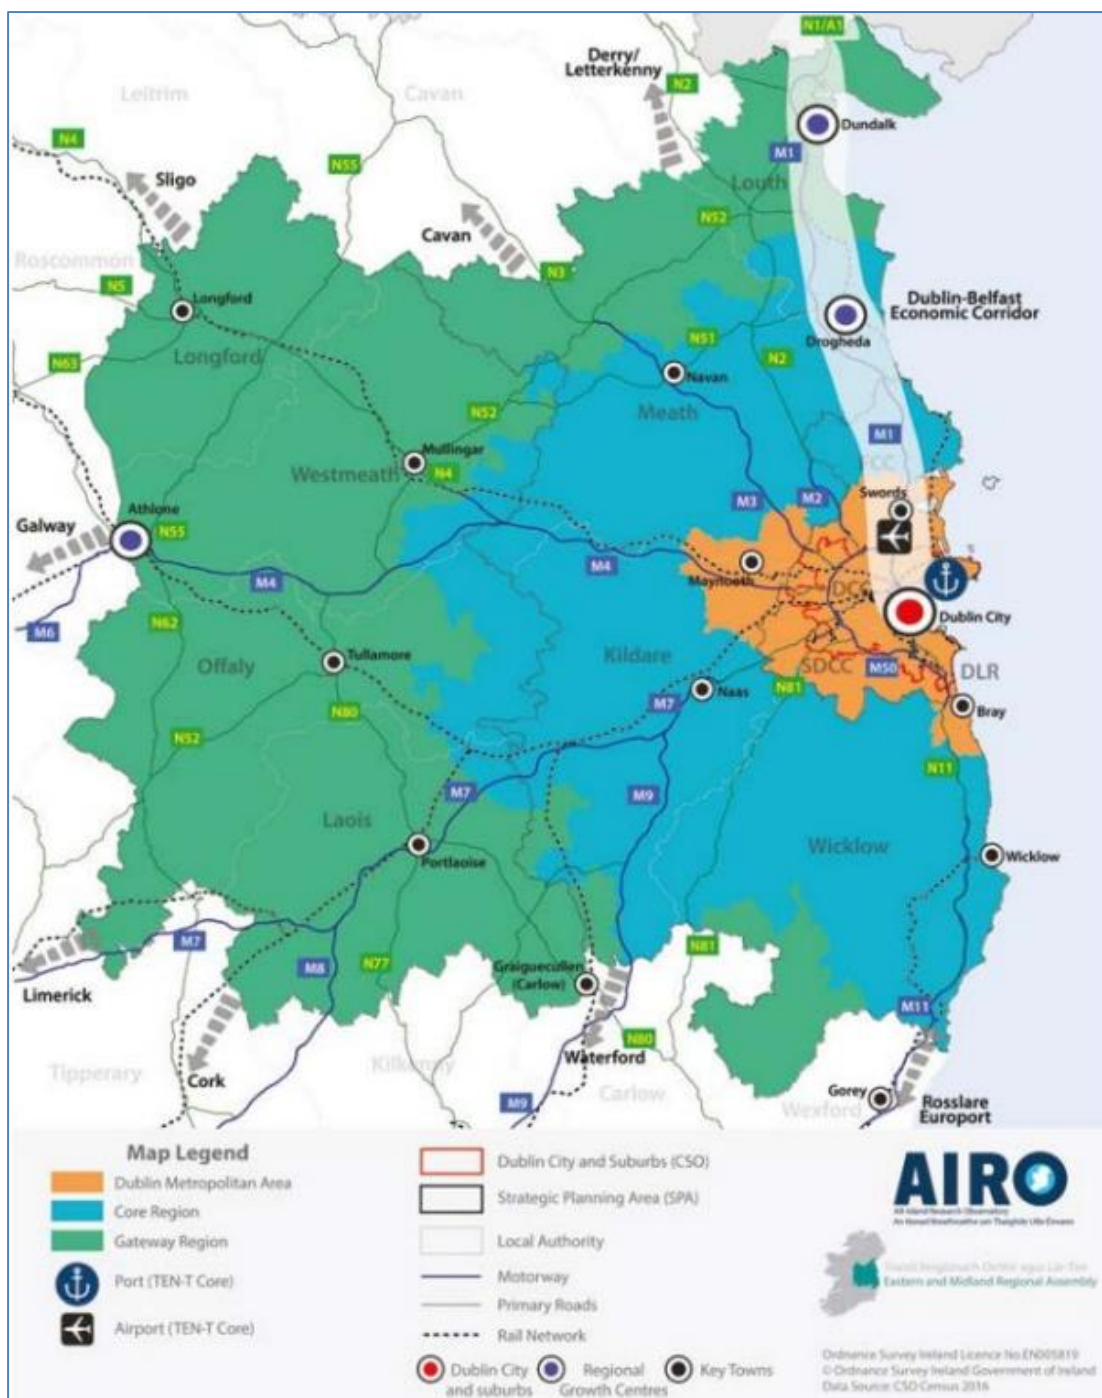 N1/A1
Derry/
Letterkenny
N2
Leitrim
Cavan
Dundalk
N4
M1
Sligo
N55
Louth
N52
Cavan
Roscommon
N3
N5
Longford
Dublin-Belfast
Economic Corridor
Drogheda
N51
Longford
N2
N63
Navan
N52
Meath
M1
Mullingar
FCC
Westmeath
N4
Swords
M3
M2
Athlone
Galway
N55
M4
M4
Maynooth
DCC
Dublin City
M6
N62
Tullamore
Kildare
Offaly
SDCC
M50
DLR
N81
Naas
M7
N80
Bray
N52
N11
M7
M9
Laois
Wicklow
Portlaoise
Wicklow
M7
N81
M8
N77
Graiguecullen
(Carlow)
Limerick
M11
N80
Waterford
Tipperary
Cork
Kilkenny
Carlow
Gorey
M9
Wexford
Rosslare
Europort
Map Legend
Dublin Metropolitan Area
Core Region
Gateway Region
Port (TEN-T Core)
Airport (TEN-T Core)
Dublin City and Suburbs (CSO)
Strategic Planning Area (SPA)
Local Authority
Motorway
Primary Roads
Rail Network
Dublin City
and suburbs
Regional
Growth Centres
Key Towns
AIRO
All-Island Research Observatory
Eastern and Midland Regional Assembly
Ordnance Survey Ireland Licence No.EN005819
© Ordnance Survey Ireland Government of Ireland
Data Source: CSO Census 2016